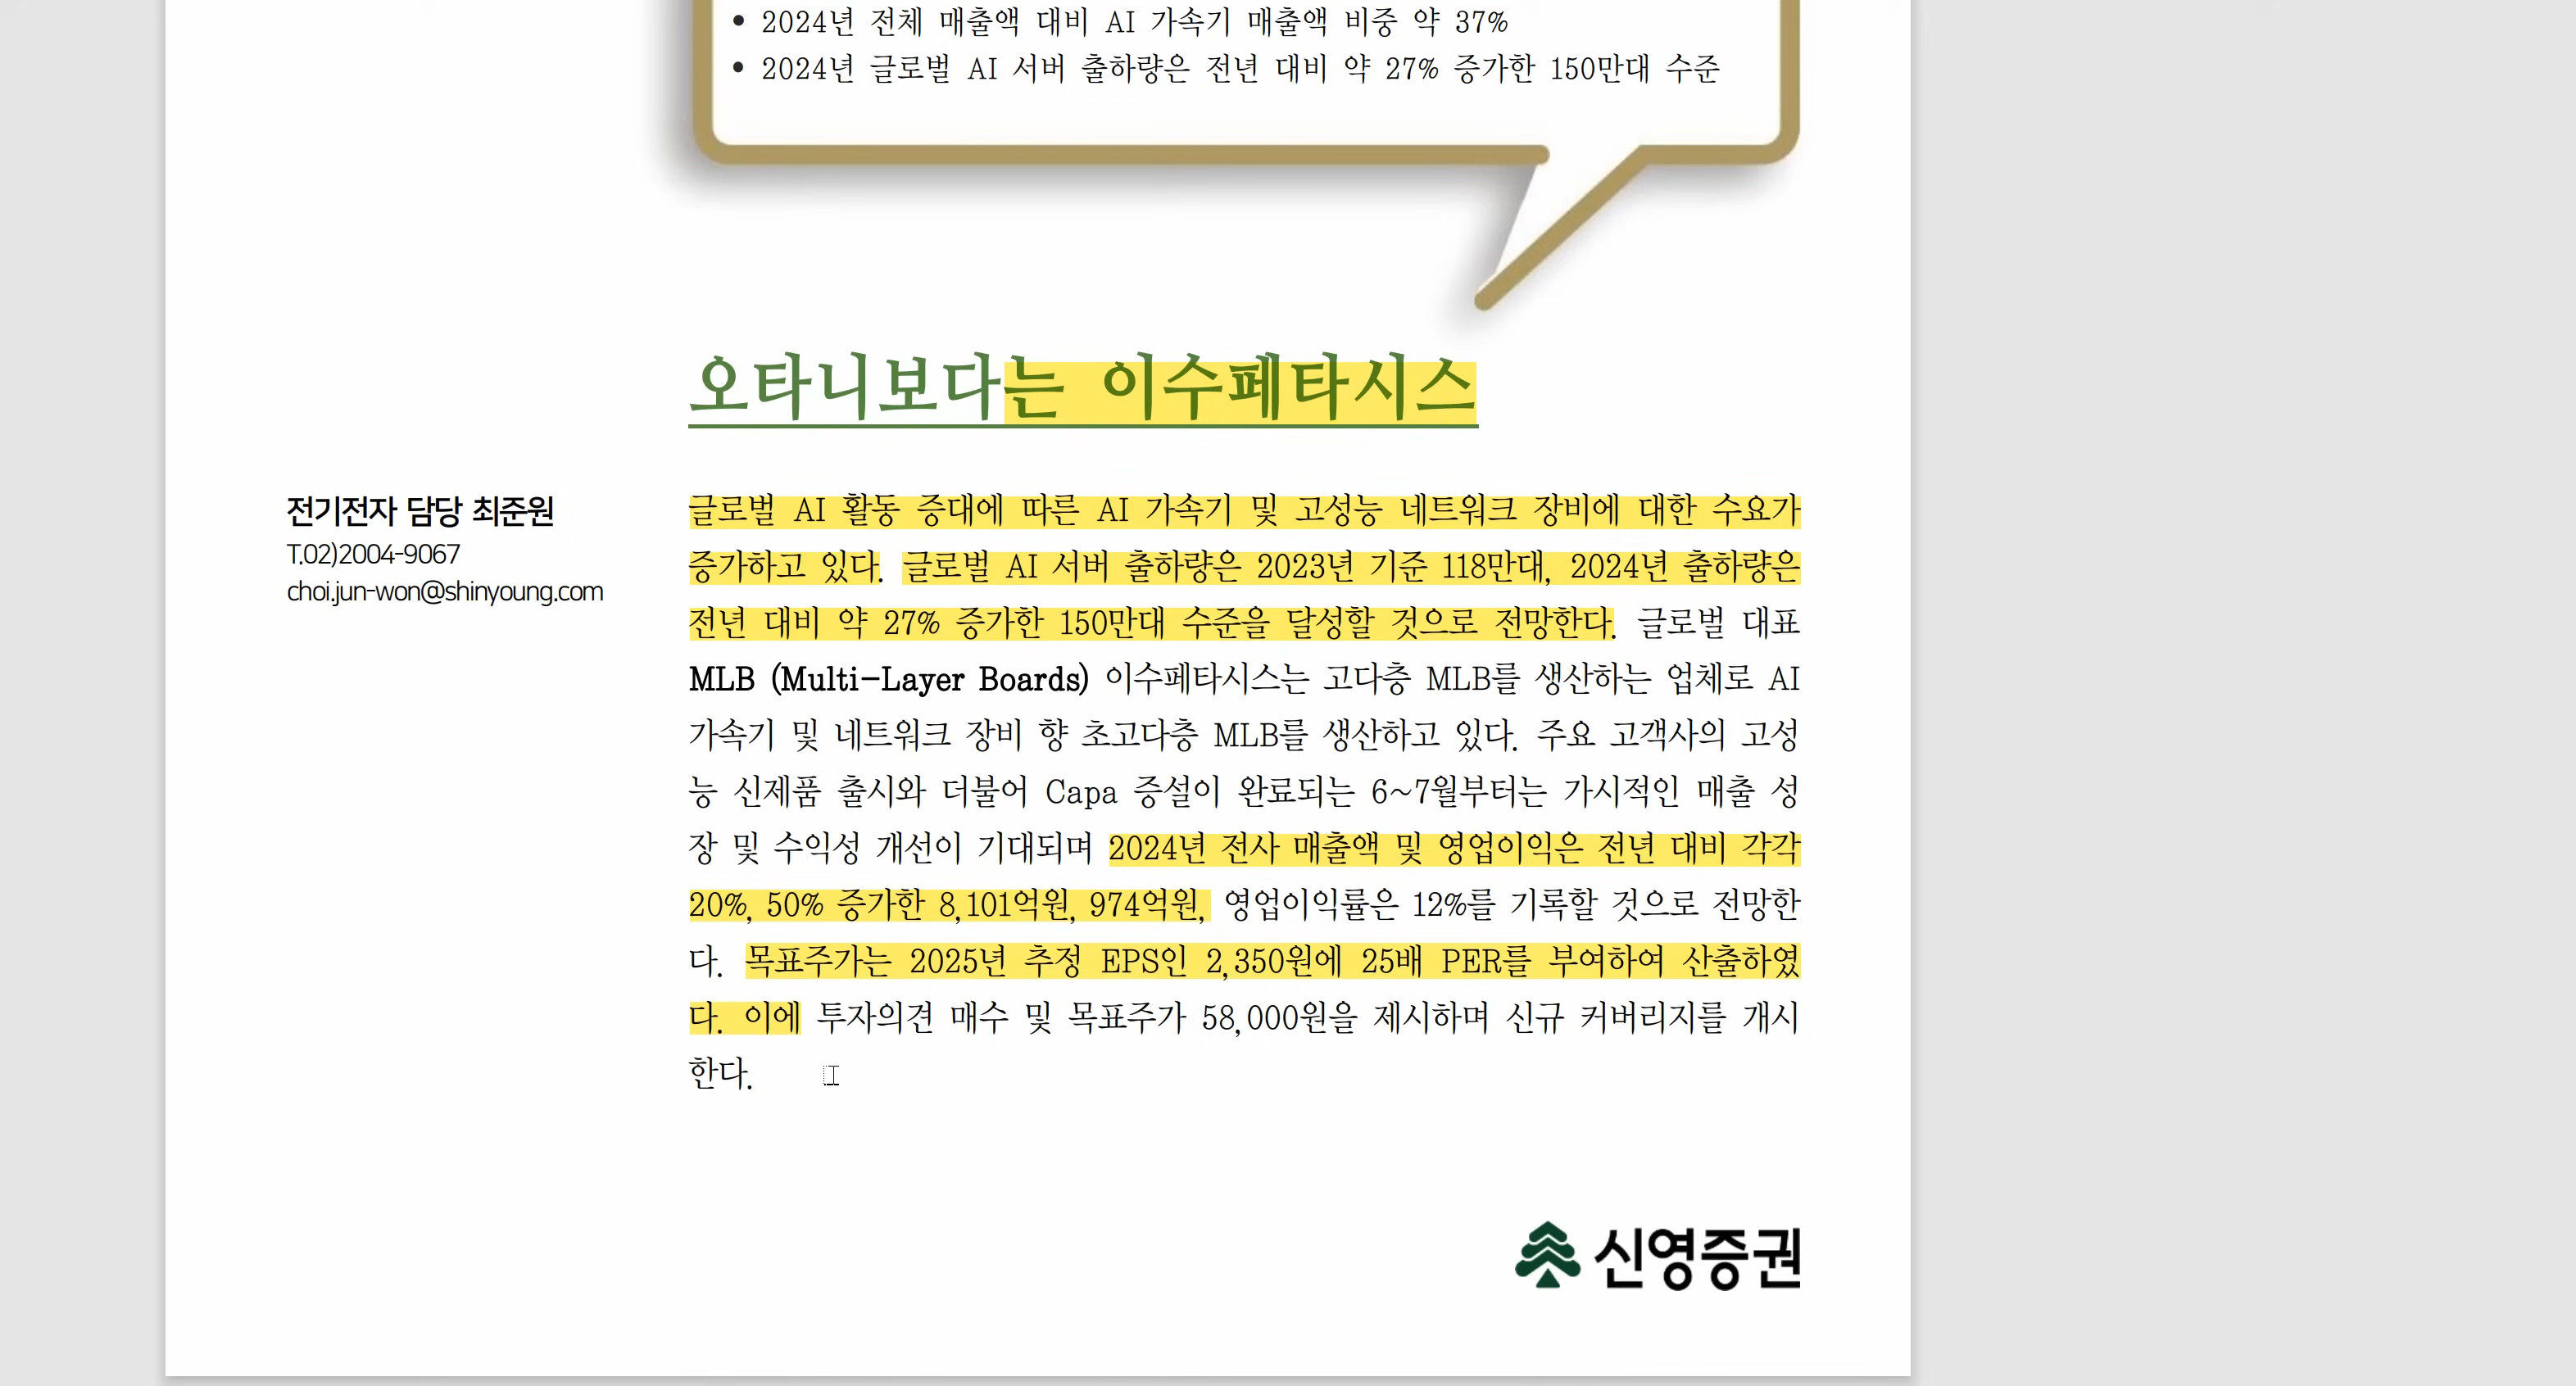 • 2024년 전체 매출액 대비 AI 가속기 매출액 비중 약 37%
• 2024년 글로벌 AI 서버 출하량은 전년 대비 약 27% 증가한 150만대 수준
오타니보다는 이수페타시스
전기전자 담당 최준원
T.02)2004-9067
choi.jun-won@shinyoung.com
글로벌 AI 활동 증대에 따른 AI 가속기 및 고성능 네트워크 장비에 대한 수요가
증가하고 있다. 글로벌 AI 서버 출하량은 2023년 기준 118만대, 2024년 출하량은
전년 대비 약 27% 증가한 150만대 수준을 달성할 것으로 전망한다. 글로벌 대표
MLB (Multi-Layer Boards) 이수페타시스는 고다층 MLB를 생산하는 업체로 AI
가속기 및 네트워크 장비 향 초고다층 MLB를 생산하고 있다. 주요 고객사의 고성
능 신제품 출시와 더불어 Capa 증설이 완료되는 6~7월부터는 가시적인 매출 성
장 및 수익성 개선이 기대되며 2024년 전사 매출액 및 영업이익은 전년 대비 각각
20%, 50% 증가한 8,101억원, 974억원, 영업이익률은 12%를 기록할 것으로 전망한
다. 목표주가는 2025년 추정 EPS인 2,350원에 25배 PER를 부여하여 산출하였
다. 이에 투자의견 매수 및 목표주가 58,000원을 제시하며 신규 커버리지를 개시
한다.
신영증권